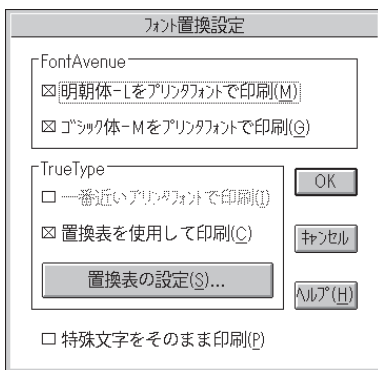 フォント置換設定
FontAvenue
明朝体-Lをプリンタフォントで印刷(M)
ゴシック体-Mをプリンタフォントで印刷(G)
TrueType
一番近いプリンタフォントで印刷(I)
OK
置換表を使用して印刷(C)
キャンセル
置換表の設定(S)...
ヘルプ(H)
特殊文字をそのまま印刷(P)